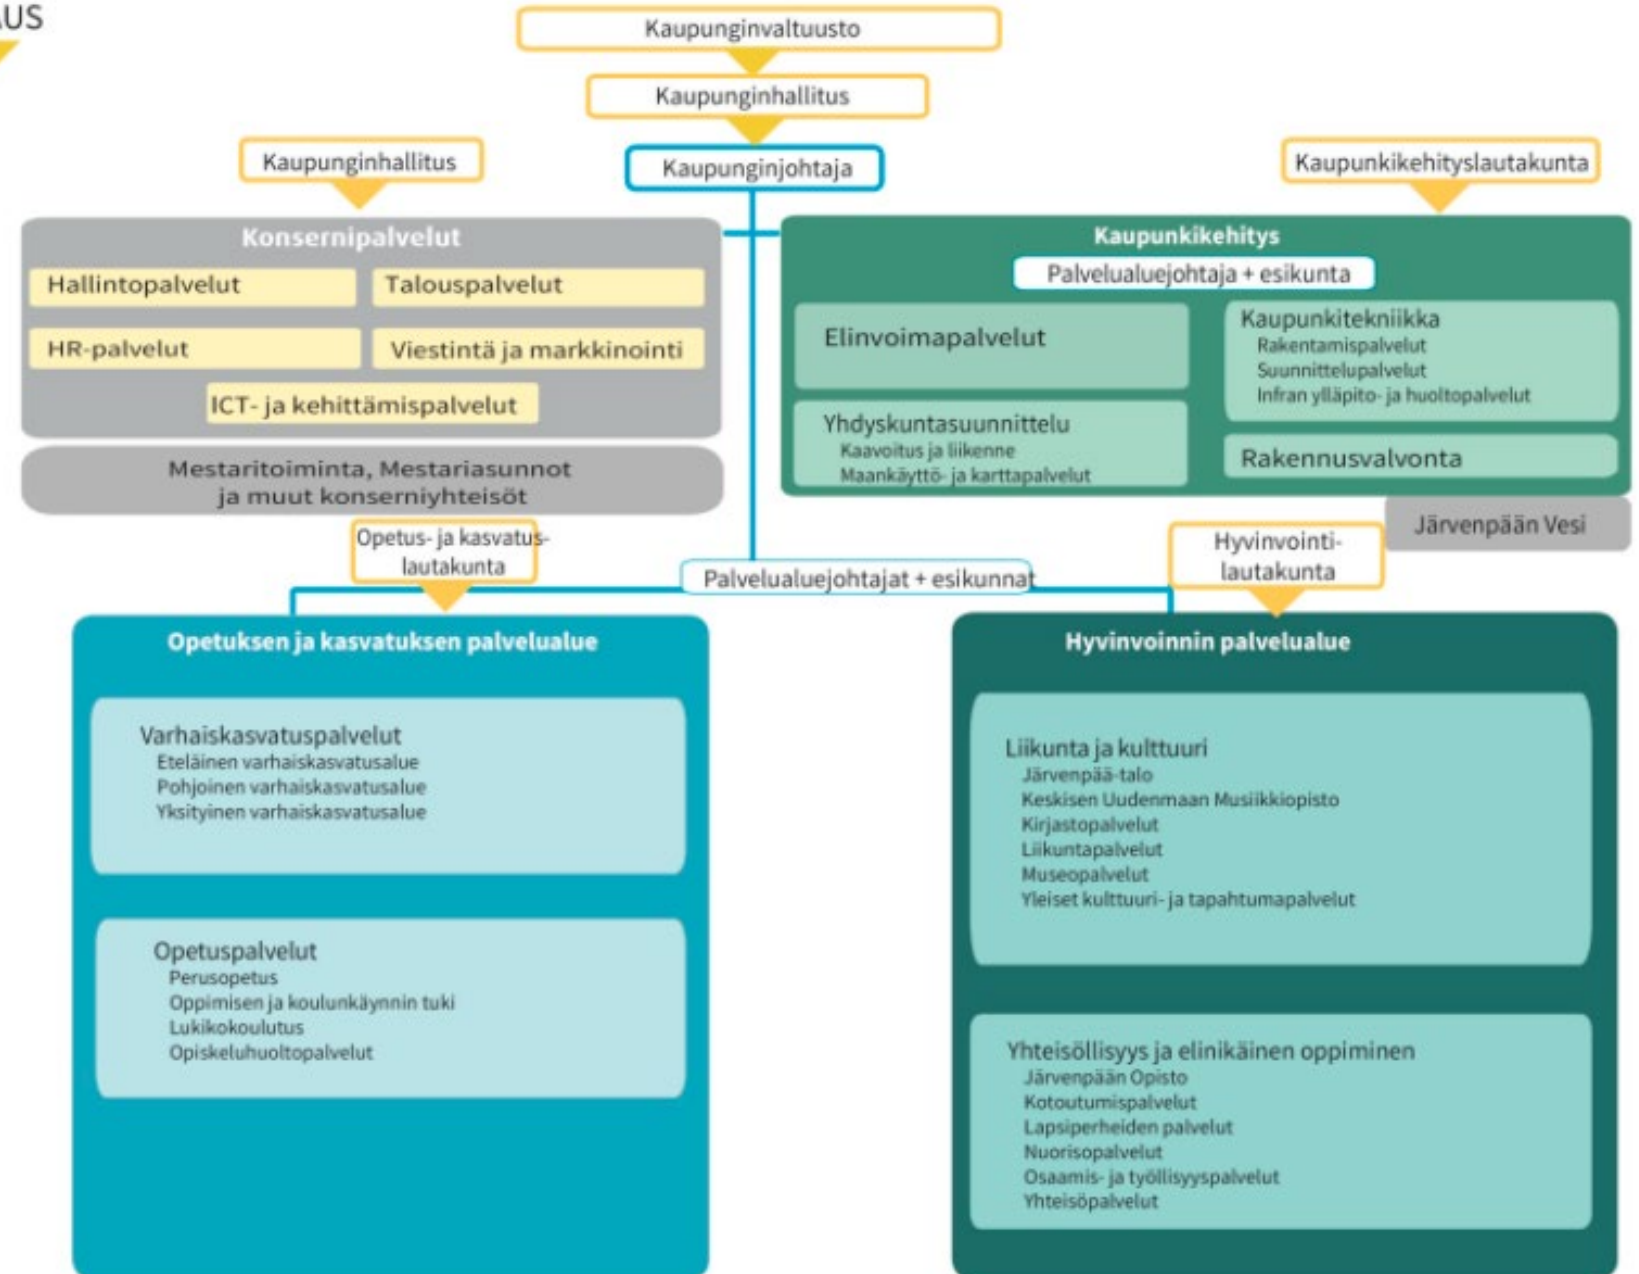 Kaupunginvaltuusto
Kaupunginhallitus
Kaupunginjohtaja
Kaupunginhallitus
Konsernipalvelut
Hallintopalvelut
Talouspalvelut
HR-palvelut
Viestintä ja markkinointi
ICT- ja kehittämispalvelut
Mestaritoiminta, Mestariasunnot
ja muut konserniyhteisöt
Kaupunkikehityslautakunta
Kaupunkikehitys
Palvelualuejohtaja + esikunta
Elinvoimapalvelut
Yhdyskuntasuunnittelu
Kaavoitus ja liikenne
Maankäyttö- ja karttapalvelut
Kaupunkitekniikka
Rakentamispalvelut
Suunnittelupalvelut
Infran ylläpito- ja huoltopalvelut
Rakennusvalvonta
Järvenpään Vesi
Palvelualuejohtajat + esikunnat
Opetus- ja kasvatus-
lautakunta
Opetuksen ja kasvatuksen palvelualue
Varhaiskasvatuspalvelut
Eteläinen varhaiskasvatusalue
Pohjoinen varhaiskasvatusalue
Yksityinen varhaiskasvatusalue
Opetuspalvelut
Perusopetus
Oppimisen ja koulunkäynnin tuki
Lukikokoulutus
Opiskeluhuoltopalvelut
Hyvinvointi-
lautakunta
Hyvinvoinnin palvelualue
Liikunta ja kulttuuri
Järvenpää-talo
Keskisen Uudenmaan Musiikkiopisto
Kirjastopalvelut
Liikuntapalvelut
Museopalvelut
Yleiset kulttuuri- ja tapahtumapalvelut
Yhteisöllisyys ja elinikäinen oppiminen
Järvenpään Opisto
Kotoutumispalvelut
Lapsiperheiden palvelut
Nuorisopalvelut
Osaamis- ja työllisyyspalvelut
Yhteisöpalvelut